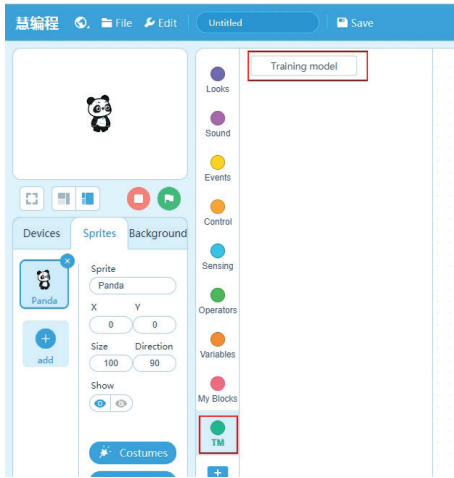 慧编程 File Edit Untitled Save
Training model
Looks
Sound
Events
Control
Sensing
Operators
Variables
My Blocks
TM
Devices Sprites Background
Panda
add
Sprite
Panda
X Y
0 0
Size Direction
100 90
Show
Costumes